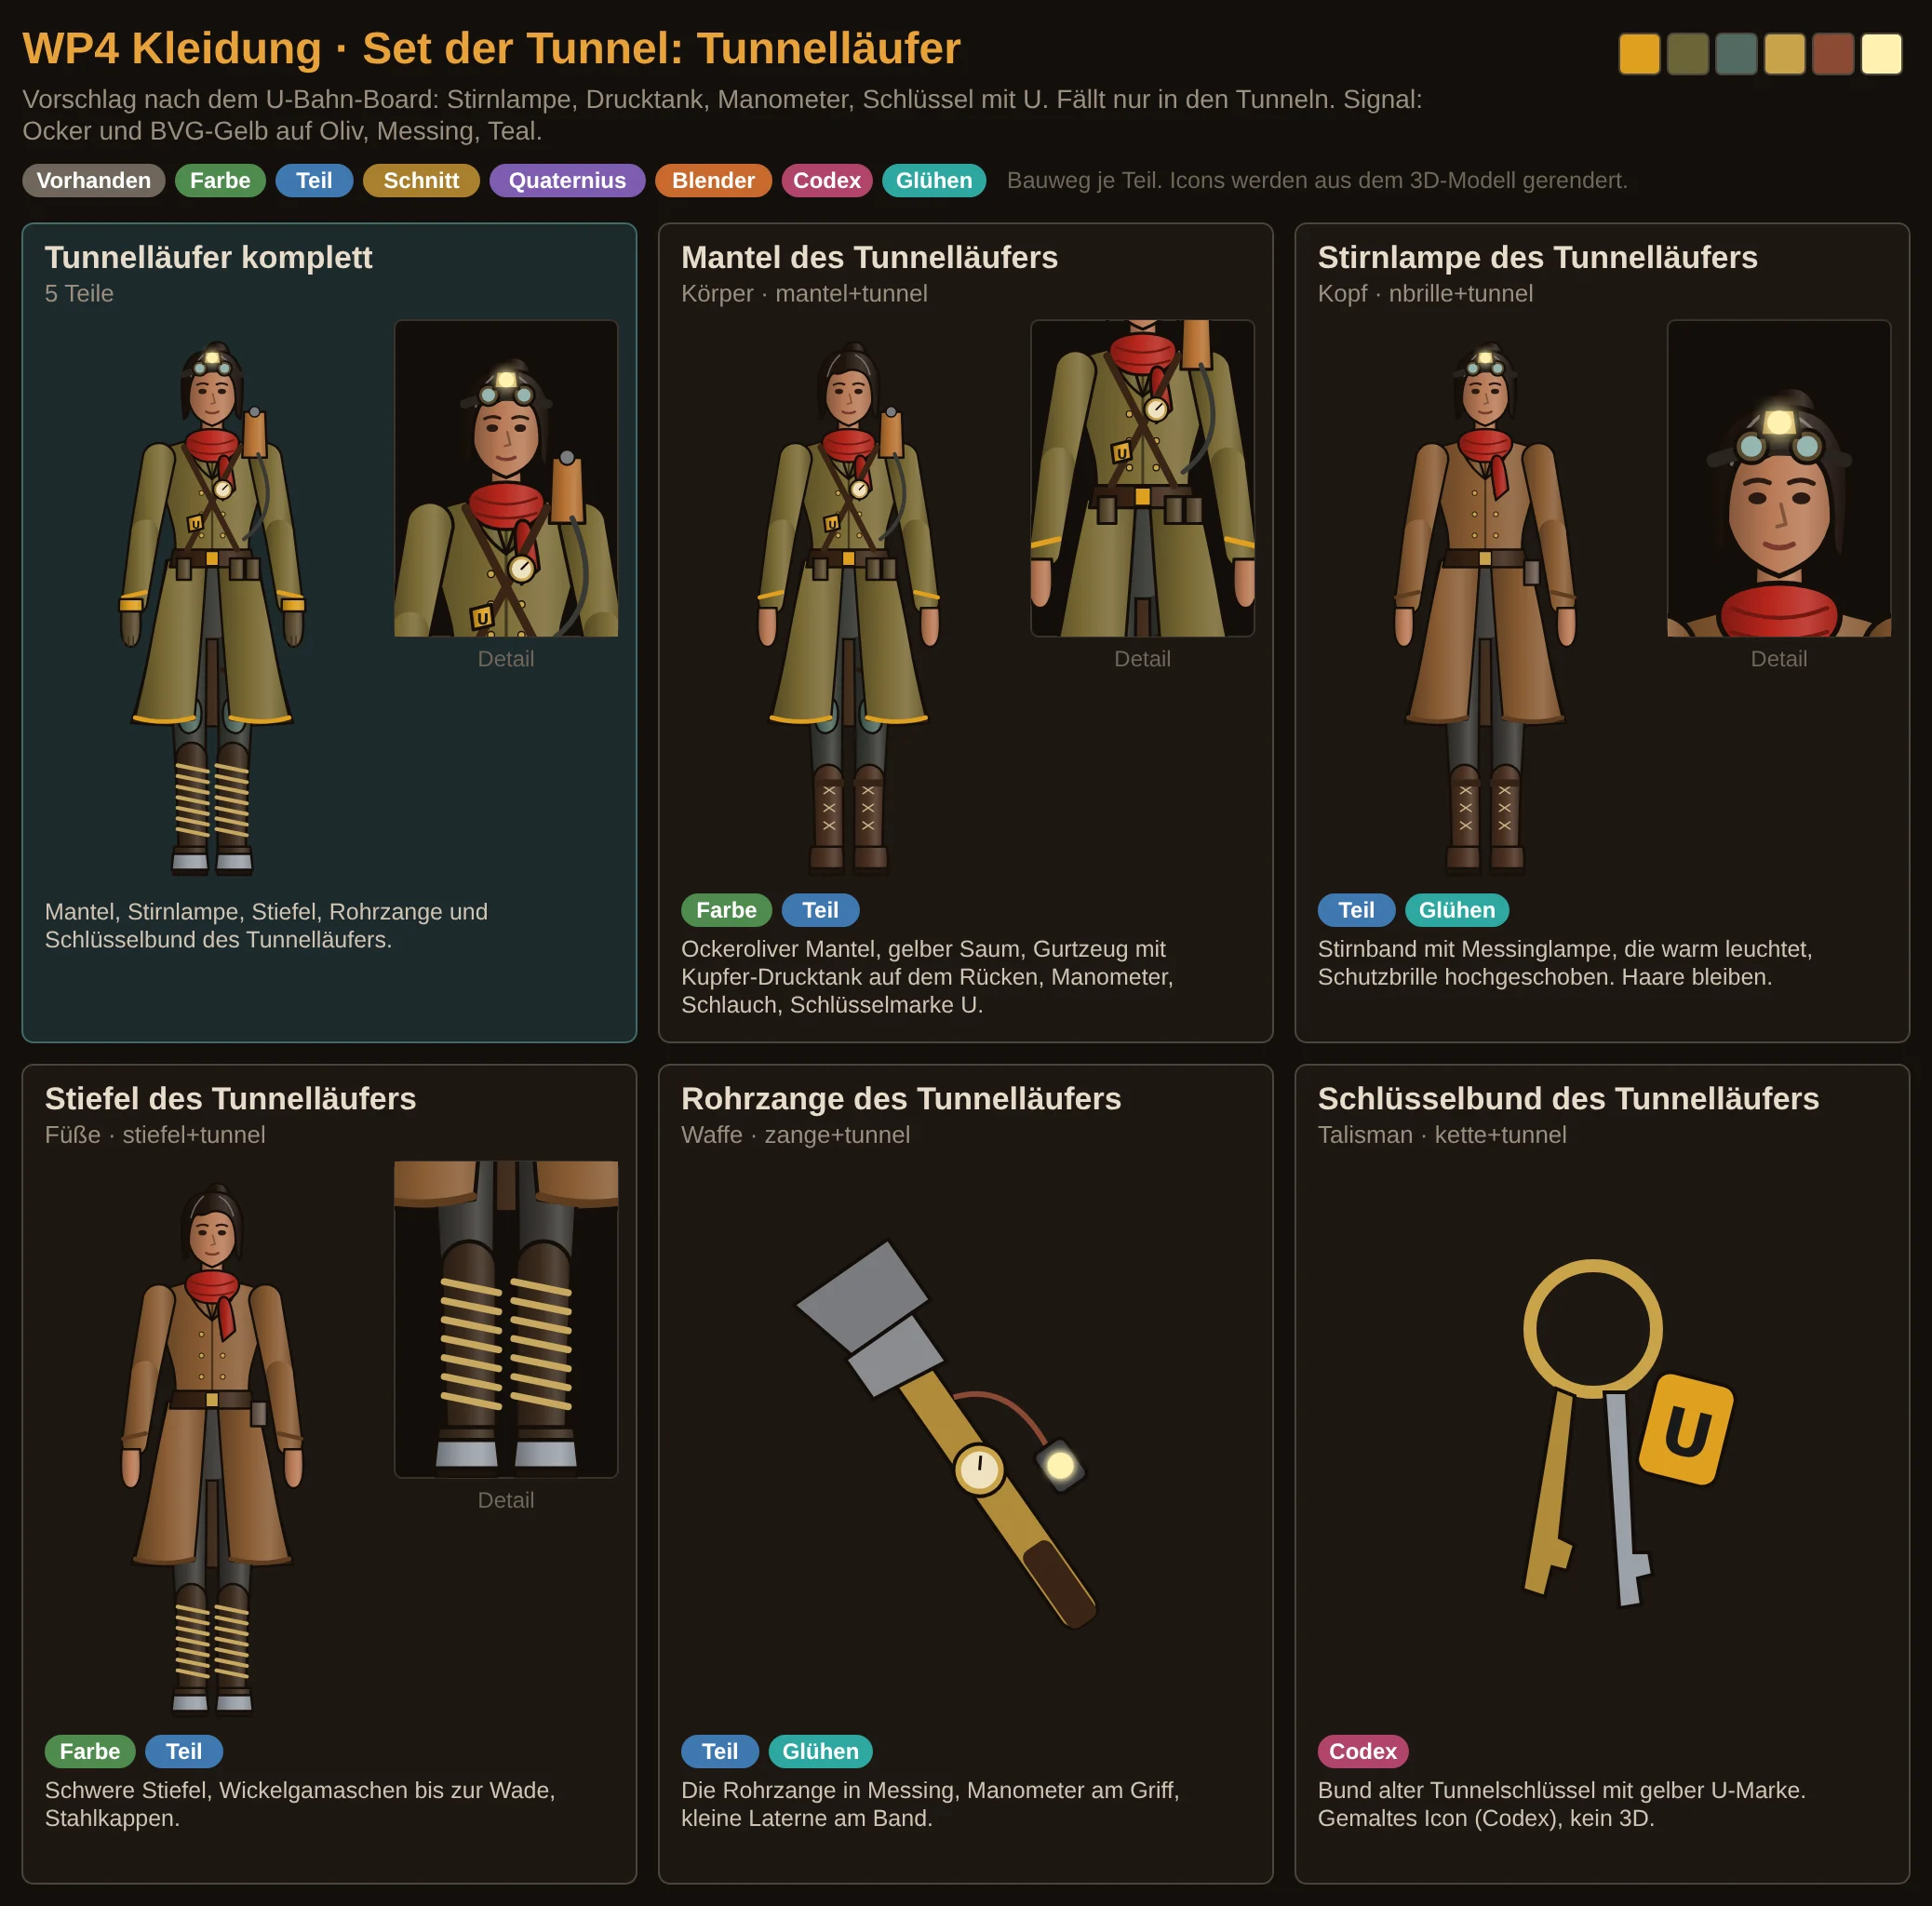 WP4 Kleidung · Set der Tunnel: Tunnelläufer
Vorschlag nach dem U-Bahn-Board: Stirnlampe, Drucktank, Manometer, Schlüssel mit U. Fällt nur in den Tunneln. Signal:
Ocker und BVG-Gelb auf Oliv, Messing, Teal.
Vorhanden Farbe Teil Schnitt Quaternius Blender Codex Glühen Bauweg je Teil. Icons werden aus dem 3D-Modell gerendert.
Tunnelläufer komplett
5 Teile
U
U
Detail
Mantel, Stirnlampe, Stiefel, Rohrzange und
Schlüsselbund des Tunnelläufers.
Mantel des Tunnelläufers
Körper · mantel+tunnel
U
U
Detail
Farbe Teil
Ockeroliver Mantel, gelber Saum, Gurtzeug mit
Kupfer-Drucktank auf dem Rücken, Manometer,
Schlauch, Schlüsselmarke U.
Stirnlampe des Tunnelläufers
Kopf · nbrille+tunnel
Detail
Teil Glühen
Stirnband mit Messinglampe, die warm leuchtet,
Schutzbrille hochgeschoben. Haare bleiben.
Stiefel des Tunnelläufers
Füße · stiefel+tunnel
Detail
Farbe Teil
Schwere Stiefel, Wickelgamaschen bis zur Wade,
Stahlkappen.
Rohrzange des Tunnelläufers
Waffe · zange+tunnel
Teil Glühen
Die Rohrzange in Messing, Manometer am Griff,
kleine Laterne am Band.
Schlüsselbund des Tunnelläufers
Talisman · kette+tunnel
U
Codex
Bund alter Tunnelschlüssel mit gelber U-Marke.
Gemaltes Icon (Codex), kein 3D.